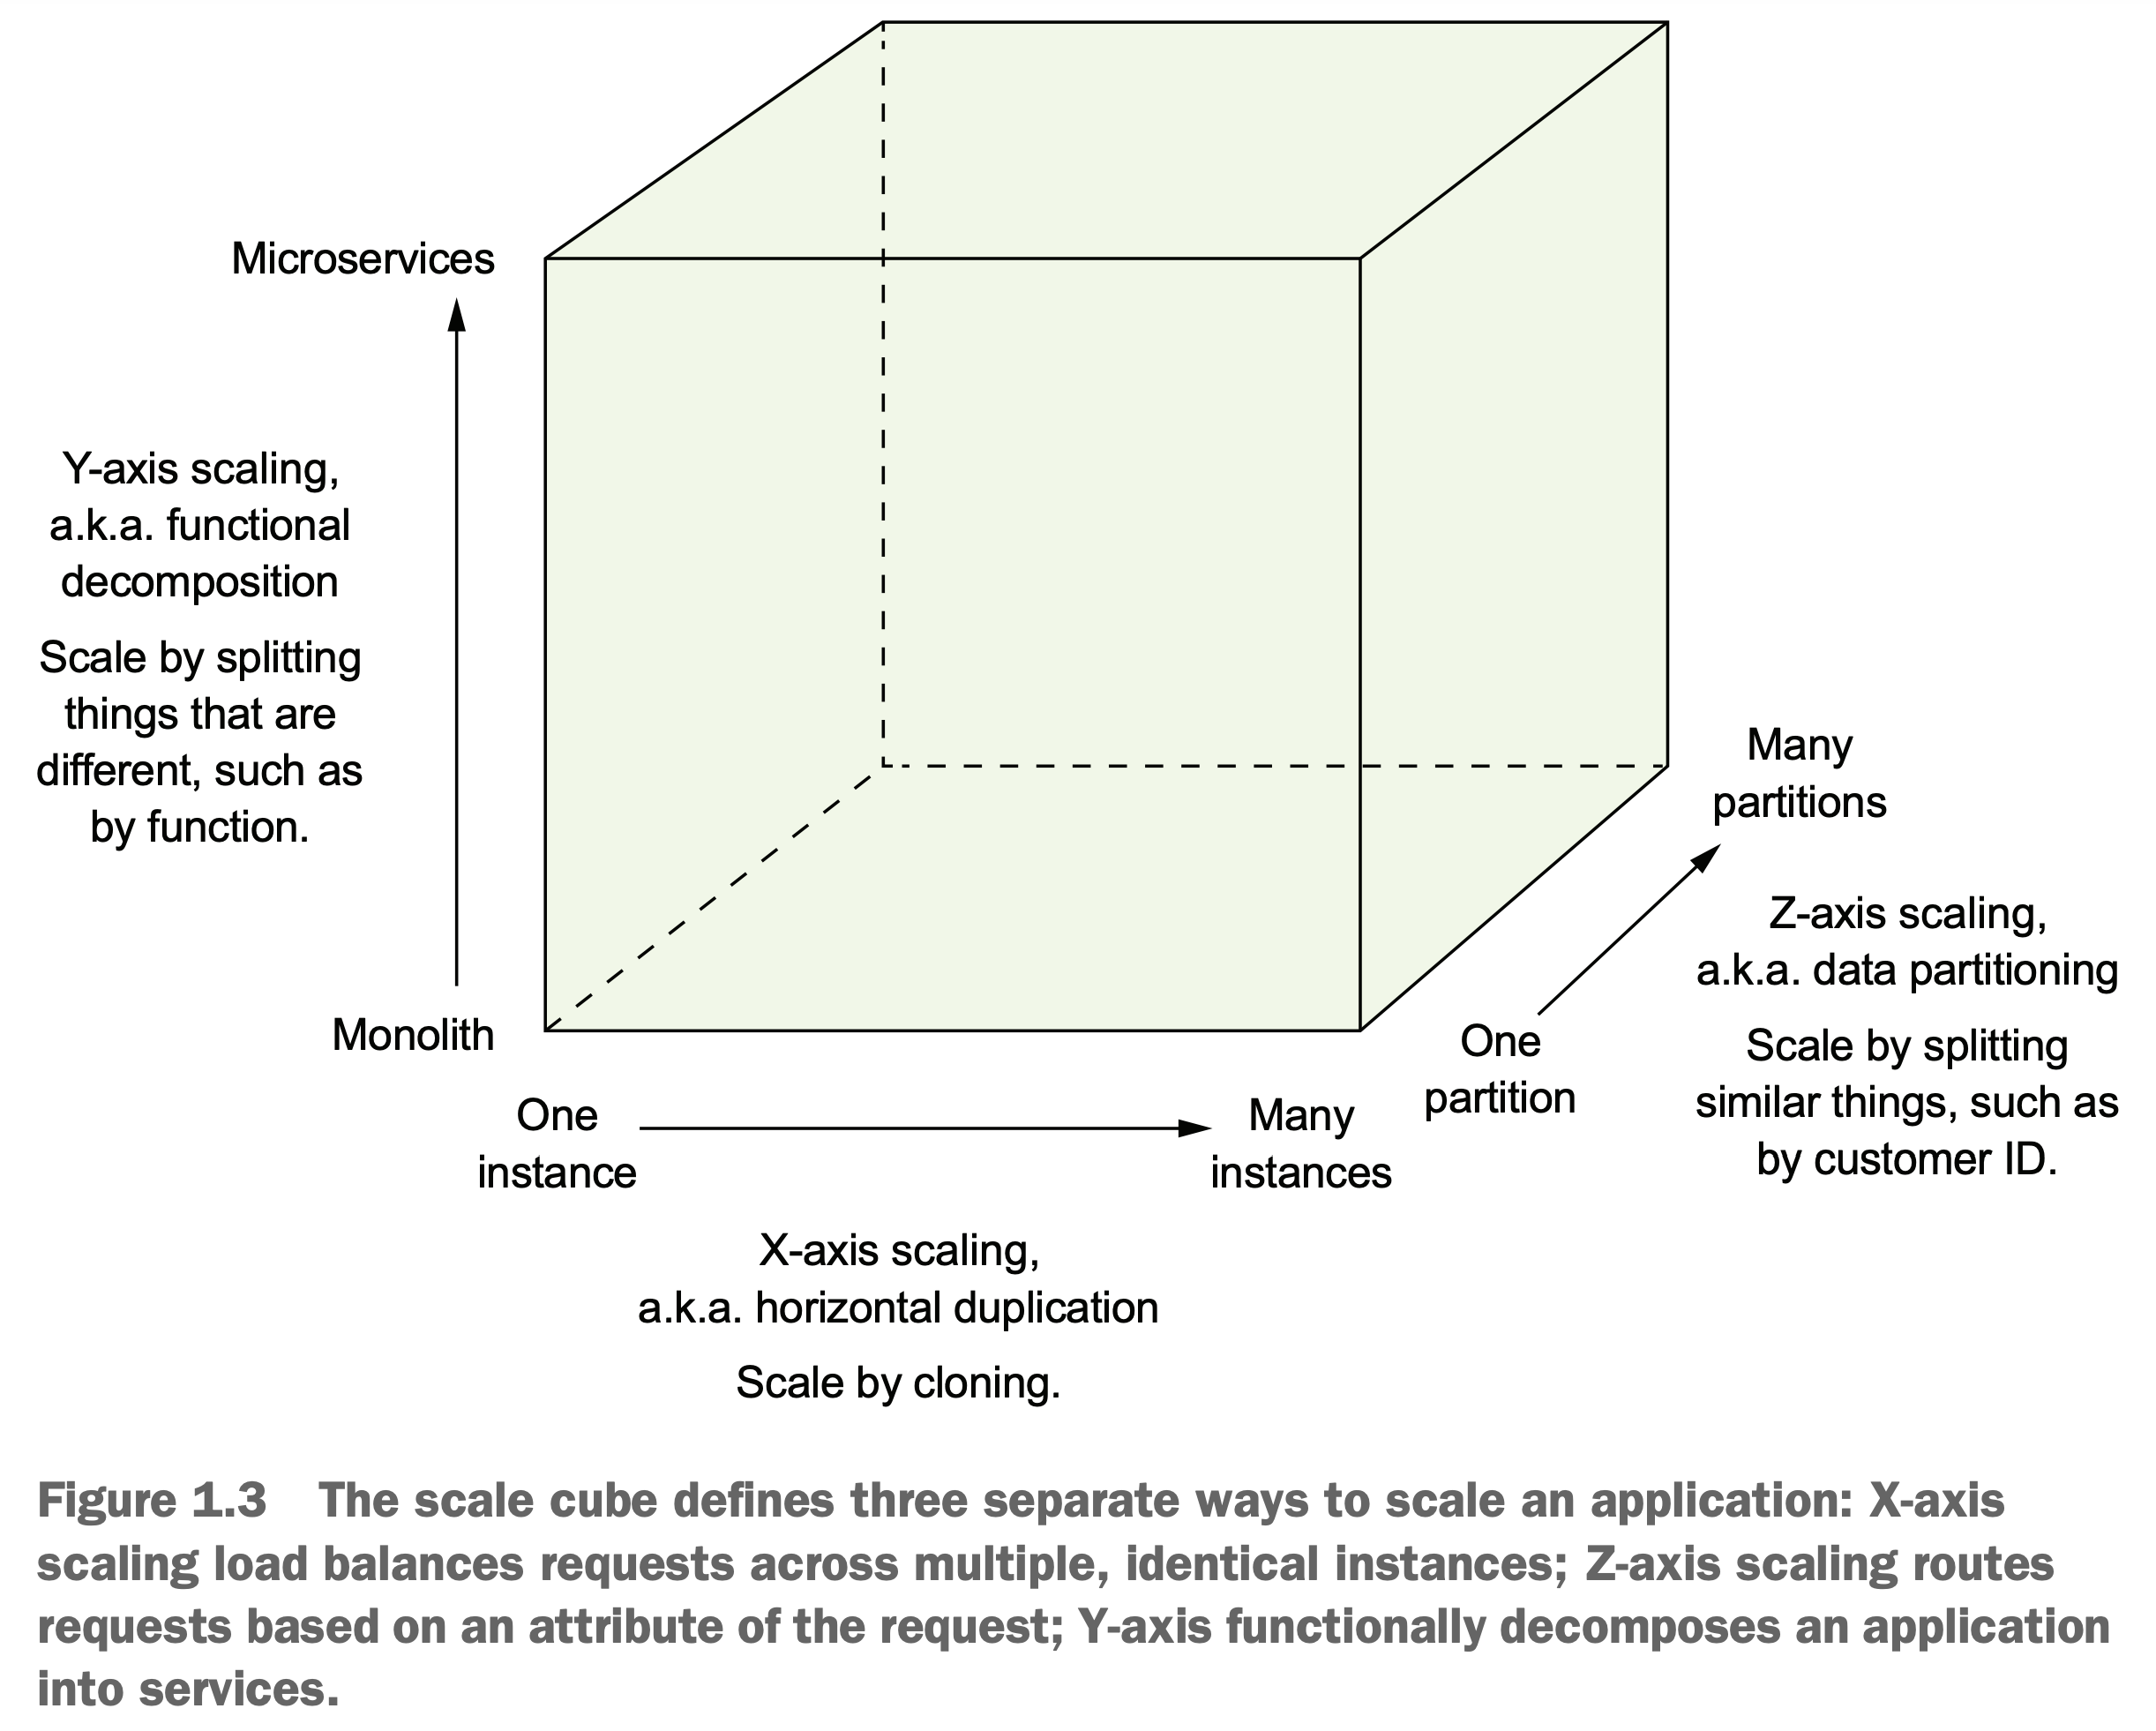 Microservices
Y-axis scaling,
a.k.a. functional
decomposition
Scale by splitting
things that are
different, such as
by function.
Monolith
One
instance
Many
instances
X-axis scaling,
a.k.a. horizontal duplication
Scale by cloning.
One
partition
Many
partitions
Z-axis scaling,
a.k.a. data partitioning
Scale by splitting
similar things, such as
by customer ID.
Figure 1.3 The scale cube defines three separate ways to scale an application: X-axis
scaling load balances requests across multiple, identical instances; Z-axis scaling routes
requests based on an attribute of the request; Y-axis functionally decomposes an application
into services.